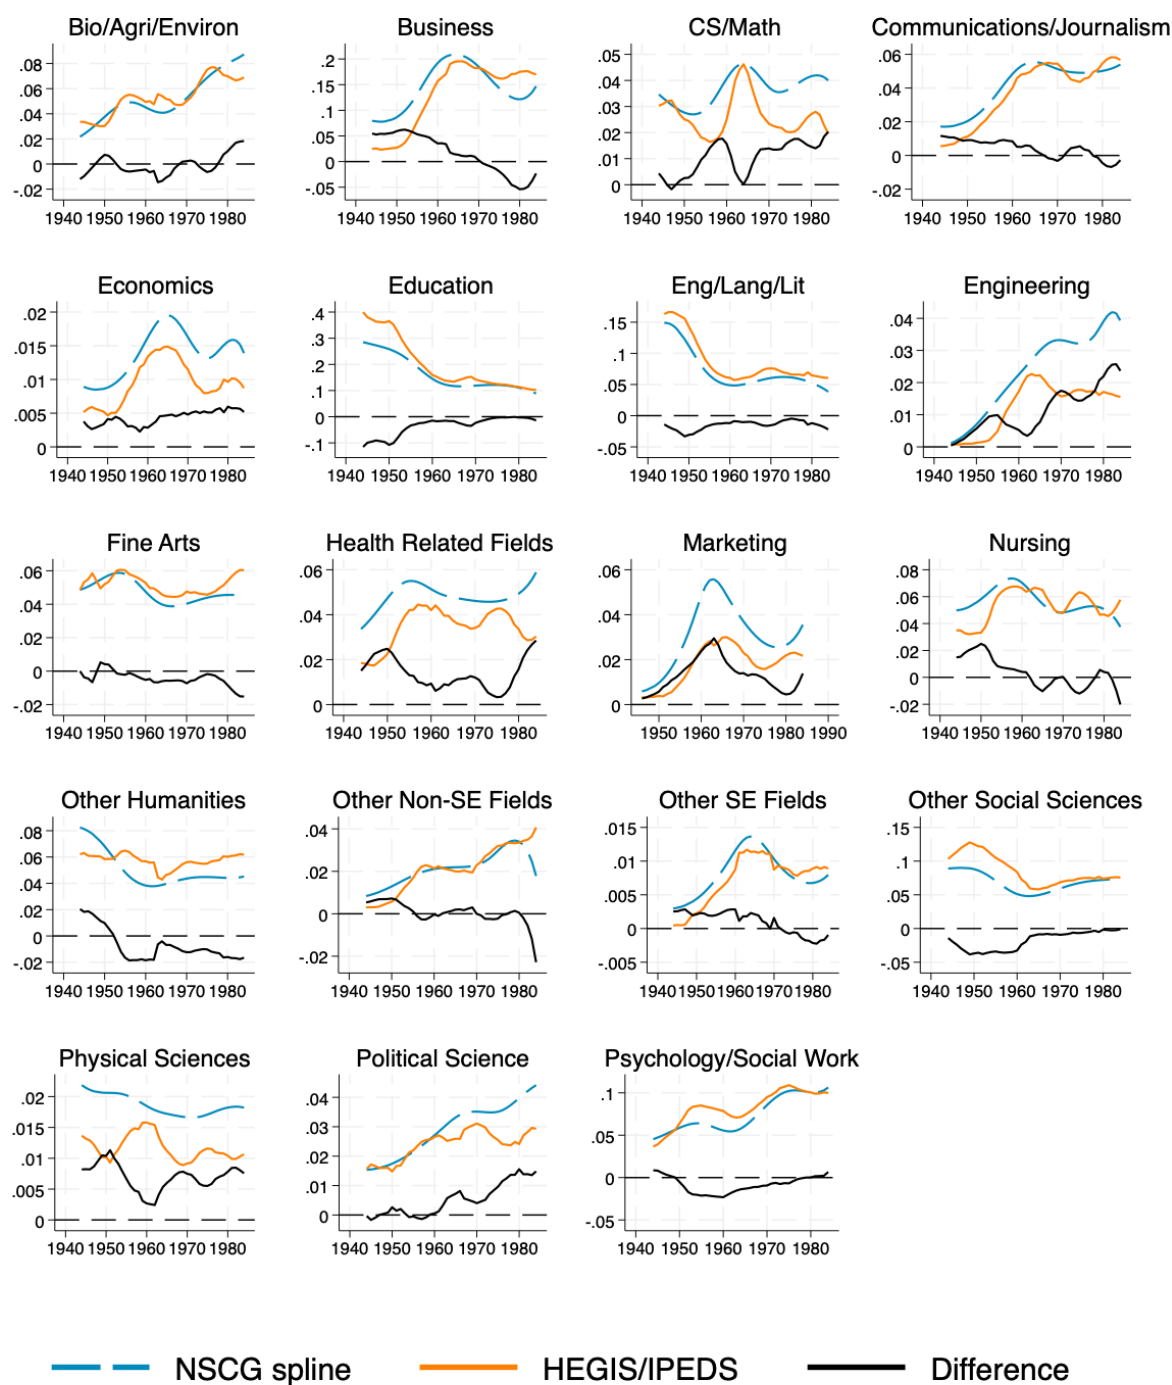 Bio/Agri/Environ
Business
CS/Math
Communications/Journalism
.08
.06
.04
.02
0
-.02
1940 1950 1960 1970 1980
.2
.15
.1
.05
0
-.05
1940 1950 1960 1970 1980
.05
.04
.03
.02
.01
0
1940 1950 1960 1970 1980
.06
.04
.02
0
-.02
1940 1950 1960 1970 1980
Economics
Education
Eng/Lang/Lit
Engineering
.02
.015
.01
.005
0
1940 1950 1960 1970 1980
.4
.3
.2
.1
0
-.1
1940 1950 1960 1970 1980
.15
.1
.05
0
-.05
1940 1950 1960 1970 1980
.04
.03
.02
.01
0
1940 1950 1960 1970 1980
Fine Arts
Health Related Fields
Marketing
Nursing
.06
.04
.02
0
-.02
1940 1950 1960 1970 1980
.06
.04
.02
0
1940 1950 1960 1970 1980
.06
.04
.02
0
1950 1960 1970 1980 1990
.08
.06
.04
.02
0
-.02
1940 1950 1960 1970 1980
Other Humanities
Other Non-SE Fields
Other SE Fields
Other Social Sciences
.08
.06
.04
.02
0
-.02
1940 1950 1960 1970 1980
.04
.02
0
-.02
1940 1950 1960 1970 1980
.015
.01
.005
0
-.005
1940 1950 1960 1970 1980
.15
.1
.05
0
-.05
1940 1950 1960 1970 1980
Physical Sciences
Political Science
Psychology/Social Work
.02
.015
.01
.005
0
1940 1950 1960 1970 1980
.04
.03
.02
.01
0
1940 1950 1960 1970 1980
.1
.05
0
-.05
1940 1950 1960 1970 1980
NSCG spline
HEGIS/IPEDS
Difference